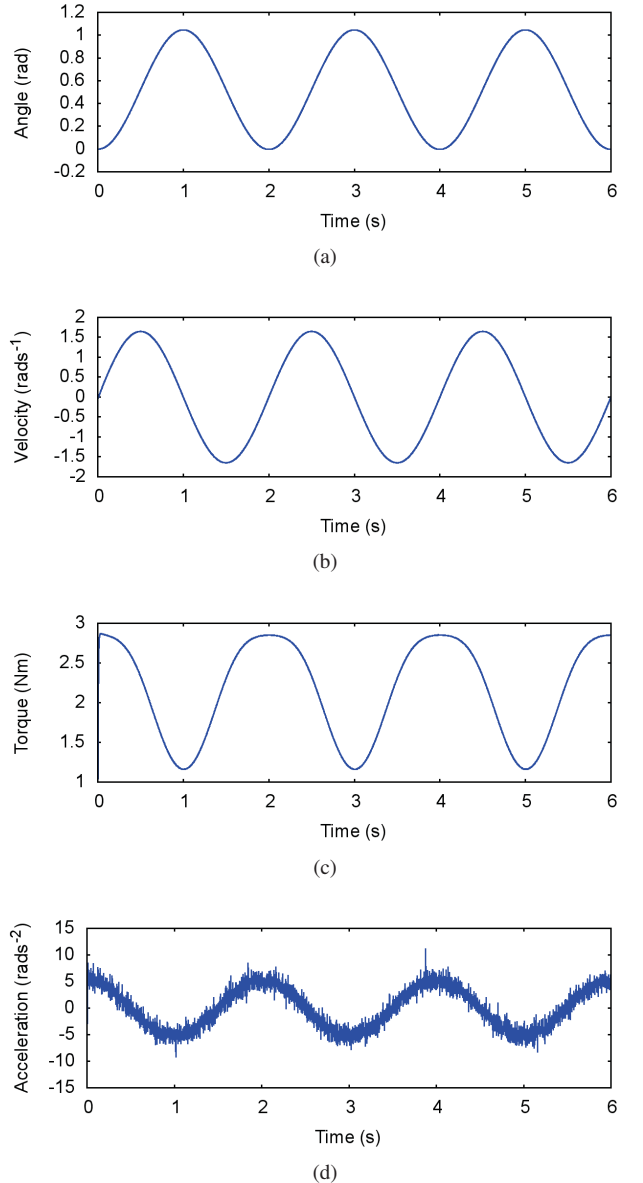 1.2
1
0.8
0.6
0.4
0.2
0
-0.2
Angle (rad)
0 1 2 3 4 5 6
Time (s)
(a)
2
1.5
1
0.5
0
-0.5
-1
-1.5
-2
Velocity (rads-1)
0 1 2 3 4 5 6
Time (s)
(b)
3
2.5
2
1.5
1
Torque (Nm)
0 1 2 3 4 5 6
Time (s)
(c)
15
10
5
0
-5
-10
-15
Acceleration (rads-2)
0 1 2 3 4 5 6
Time (s)
(d)